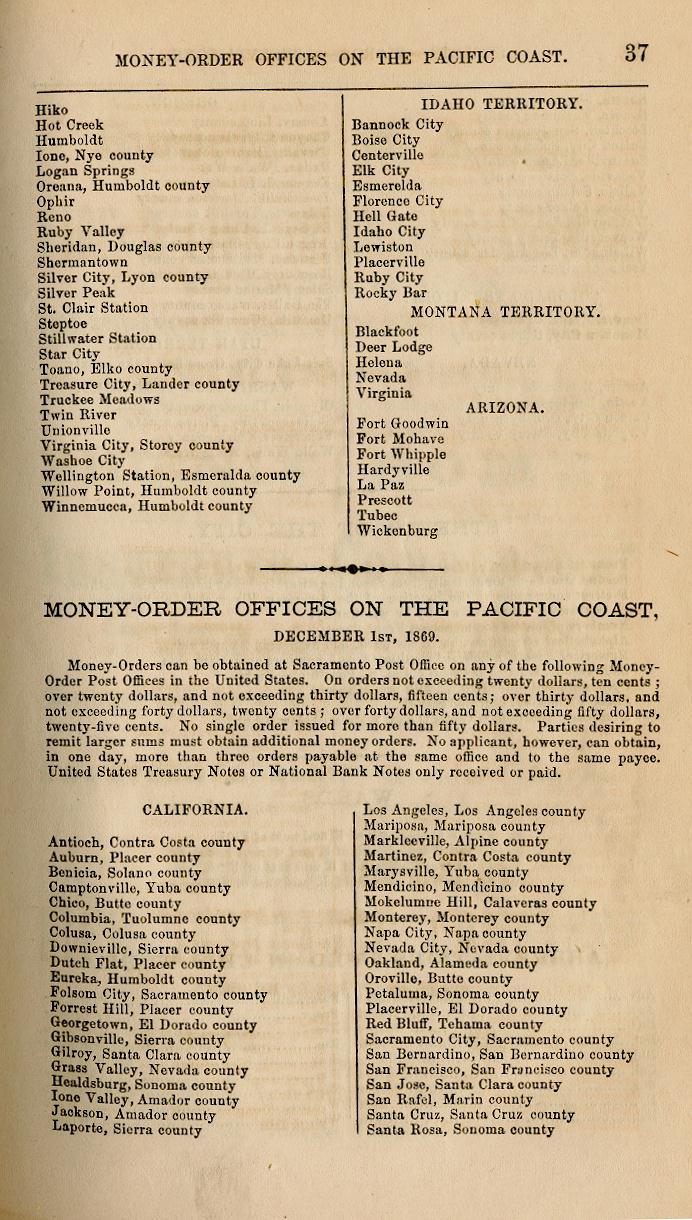 MONEY-ORDER OFFICES ON THE PACIFIC COAST. 37
Hiko
Hot Creek
Humboldt
Ione, Nye county
Logan Springs
Oreana, Humboldt county
Ophir
Reno
Ruby Valley
Sheridan, Douglas county
Shermantown
Silver City, Lyon county
Silver Peak
St. Clair Station
Steptoe
Stillwater Station
Star City
Toano, Elko county
Treasure City, Lander county
Truckee Meadows
Twin River
Unionville
Virginia City, Storey county
Washoe City
Wellington Station, Esmeralda county
Willow Point, Humboldt county
Winnemucca, Humboldt county
IDAHO TERRITORY.
Bannock City
Boise City
Centerville
Elk City
Esmerelda
Florence City
Hell Gate
Idaho City
Lewiston
Placerville
Ruby City
Rocky Bar
MONTANA TERRITORY.
Blackfoot
Deer Lodge
Helena
Nevada
Virginia
ARIZONA.
Fort Goodwin
Fort Mohave
Fort Whipple
Hardyville
La Paz
Prescott
Tubec
Wickenburg
MONEY-ORDER OFFICES ON THE PACIFIC COAST,
DECEMBER 1ST, 1869.
Money-Orders can be obtained at Sacramento Post Office on any of the following Money-
Order Post Offices in the United States. On orders not exceeding twenty dollars, ten cents ;
over twenty dollars, and not exceeding thirty dollars, fifteen cents; over thirty dollars, and
not exceeding forty dollars, twenty cents ; over forty dollars, and not exceeding fifty dollars,
twenty-five cents. No single order issued for more than fifty dollars. Parties desiring to
remit larger sums must obtain additional money orders. No applicant, however, can obtain,
in one day, more than three orders payable at the same office and to the same payee.
United States Treasury Notes or National Bank Notes only received or paid.
CALIFORNIA.
Antioch, Contra Costa county
Auburn, Placer county
Benicia, Solano county
Camptonville, Yuba county
Chico, Butte county
Columbia, Tuolumne county
Colusa, Colusa county
Downieville, Sierra county
Dutch Flat, Placer county
Eureka, Humboldt county
Folsom City, Sacramento county
Forrest Hill, Placer county
Georgetown, El Dorado county
Gibsonville, Sierra county
Gilroy, Santa Clara county
Grass Valley, Nevada county
Healdsburg, Sonoma county
Ione Valley, Amador county
Jackson, Amador county
Laporte, Sierra county
Los Angeles, Los Angeles county
Mariposa, Mariposa county
Markleeville, Alpine county
Martinez, Contra Costa county
Marysville, Yuba county
Mendicino, Mendicino county
Mokelumne Hill, Calaveras county
Monterey, Monterey county
Napa City, Napa county
Nevada City, Nevada county
Oakland, Alameda county
Oroville, Butte county
Petaluma, Sonoma county
Placerville, El Dorado county
Red Bluff, Tehama county
Sacramento City, Sacramento county
San Bernardino, San Bernardino county
San Francisco, San Francisco county
San Jose, Santa Clara county
San Rafel, Marin county
Santa Cruz, Santa Cruz county
Santa Rosa, Sonoma county